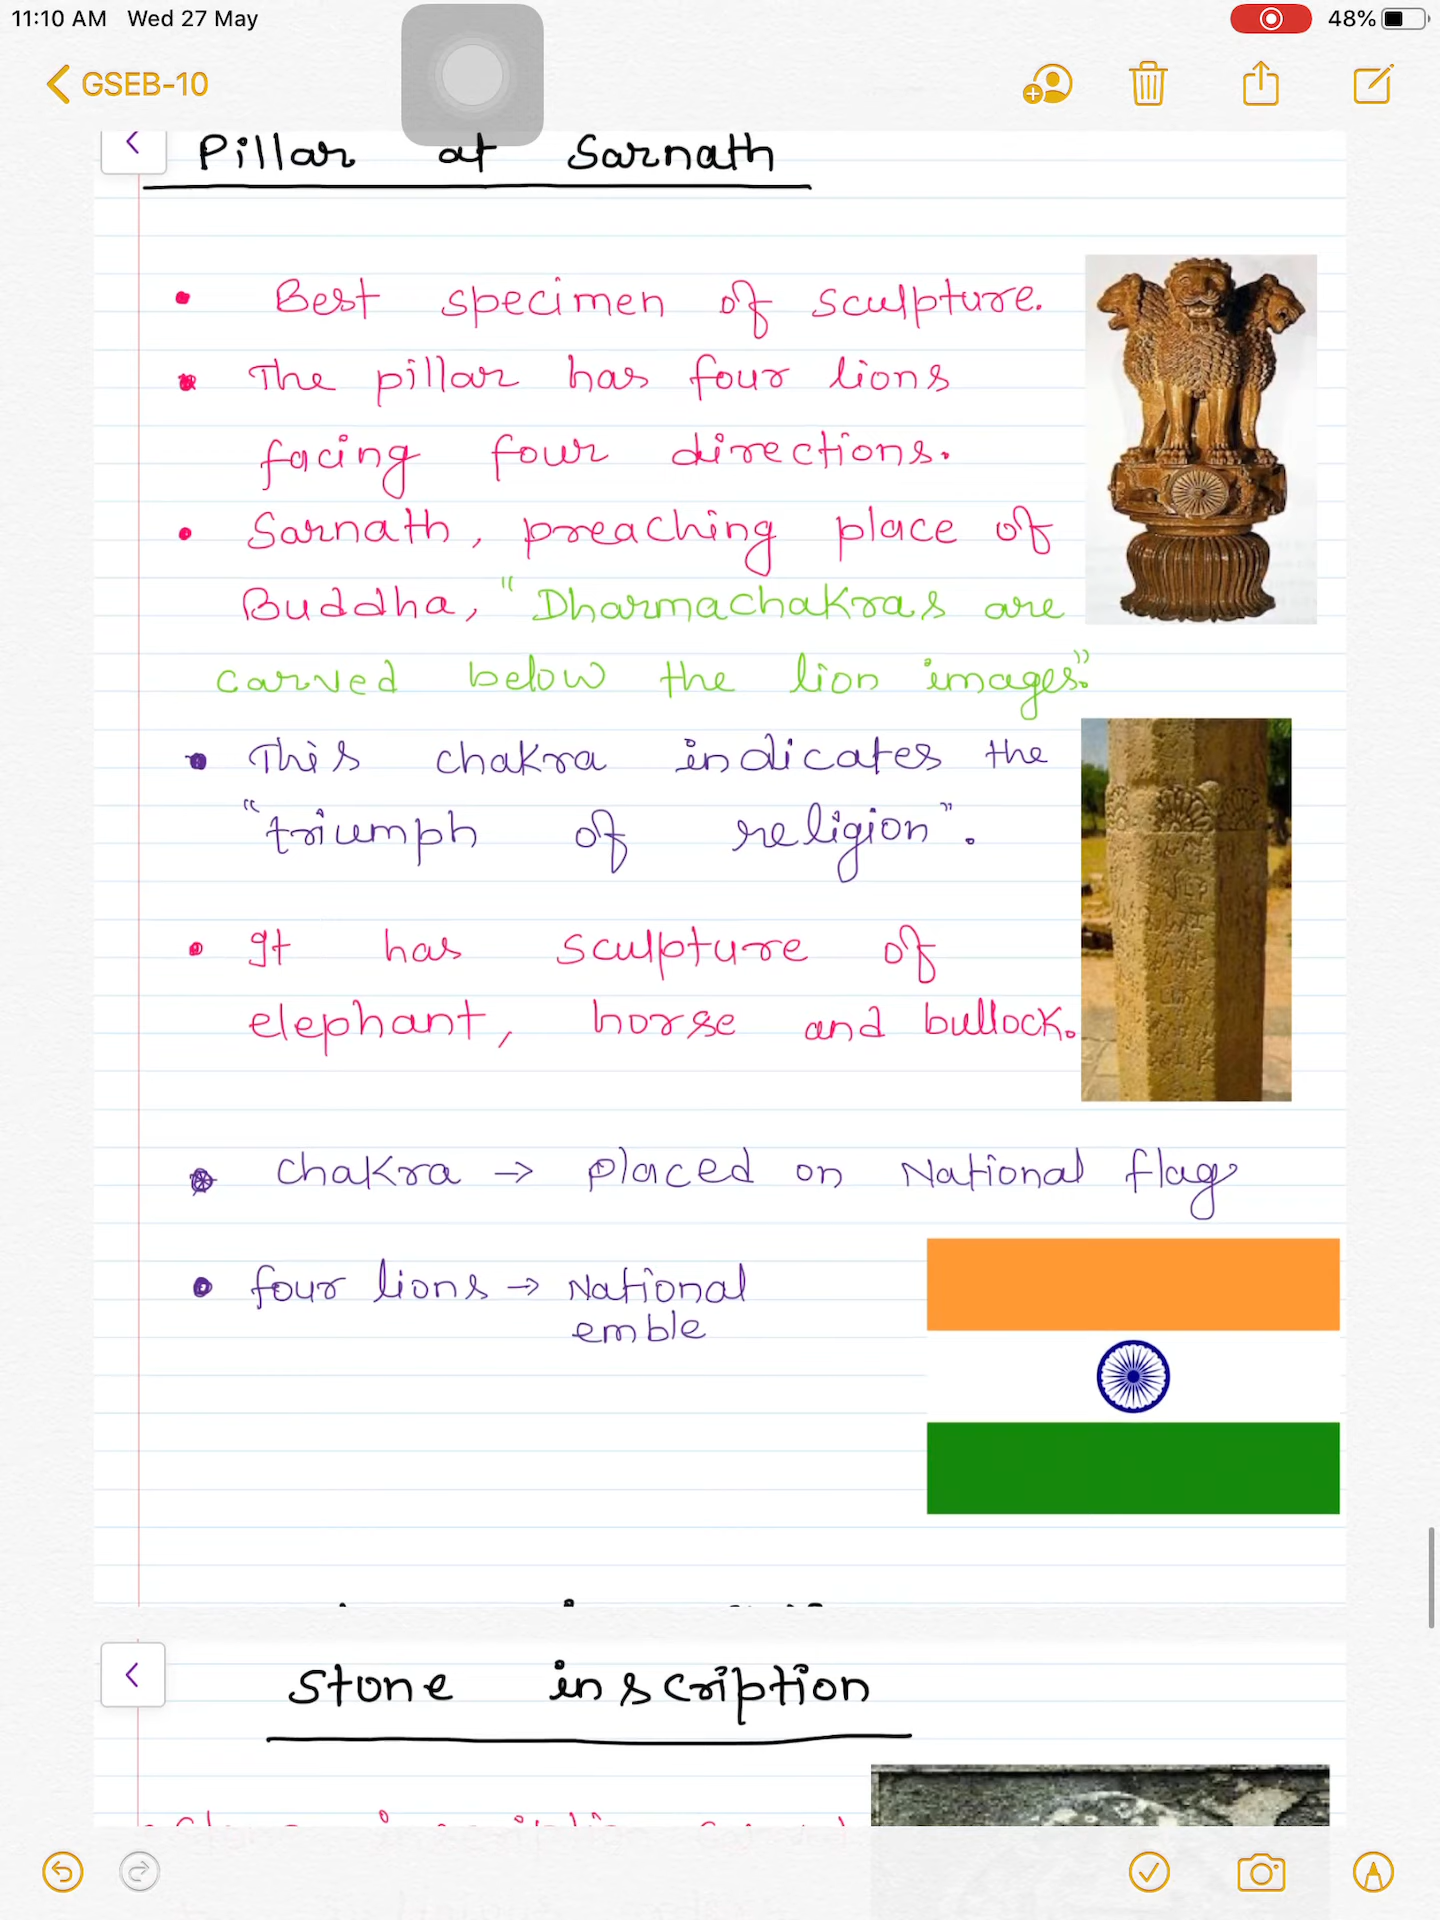 11:10 AM Wed 27 May
48%
GSEB-10
Pillar at Sarnath
• Best specimen of sculpture.
• The pillar has four lions
facing four directions.
• Sarnath, preaching place of
Buddha, "Dharmachakras are
carved below the lion images."
• This chakra indicates the
"triumph of religion".
• It has sculpture of
elephant, horse and bullock.
• Chakra → placed on National flag
• four lions → National
emble
Stone inscription